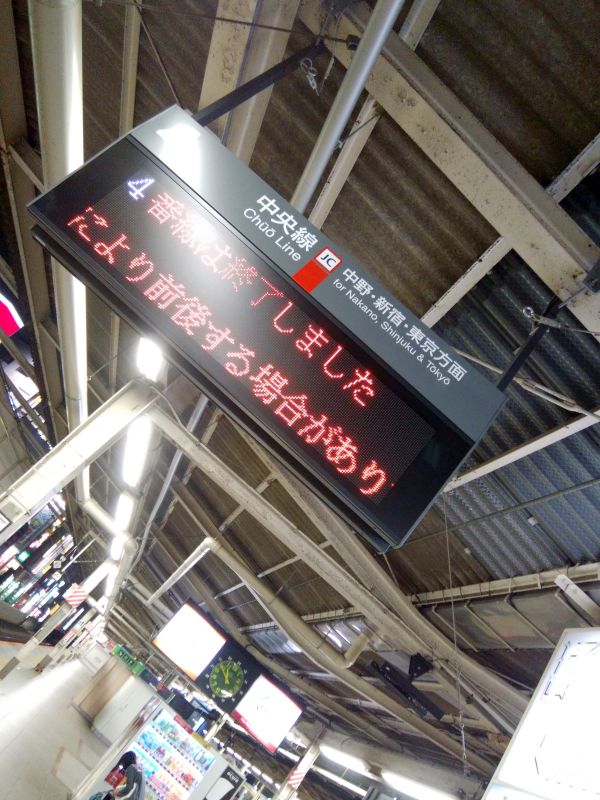 中央線
Chūō Line
JC
中野・新宿・東京方面
for Nakano, Shinjuku & Tokyo
4番線は終了しました
により前後する場合があり